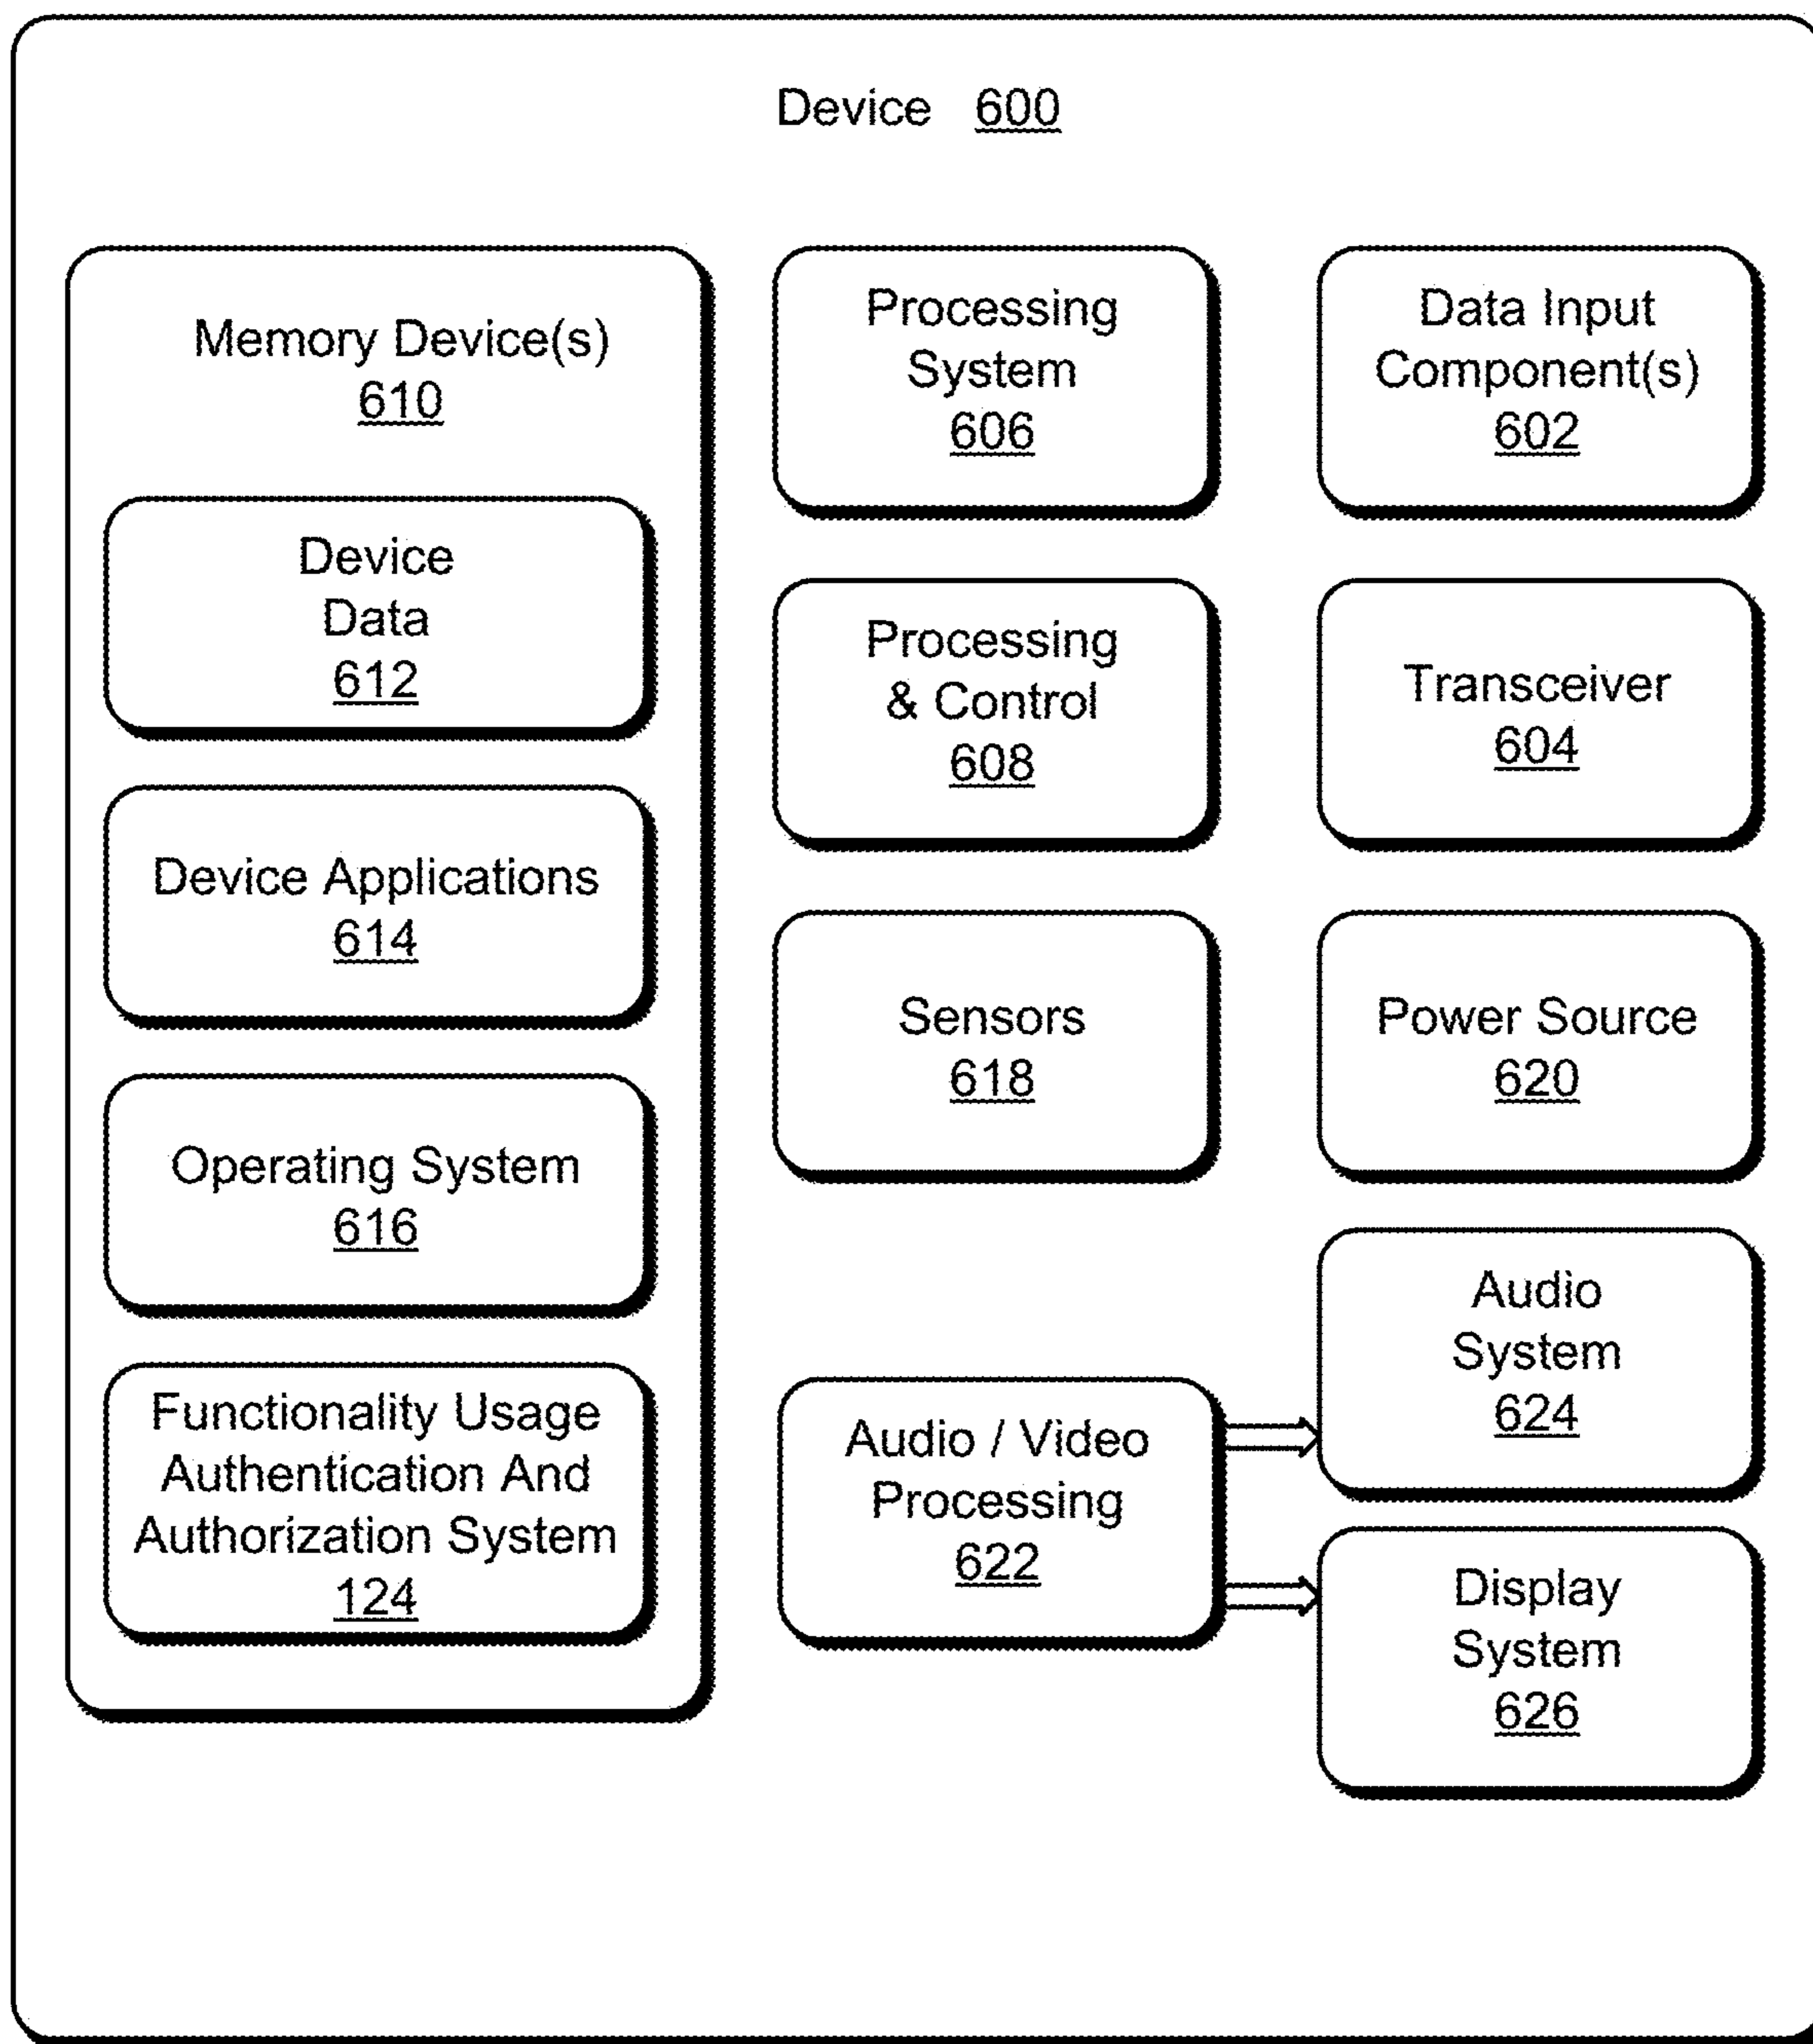 Device 600
Memory Device(s)
610
Device
Data
612
Device Applications
614
Operating System
616
Functionality Usage
Authentication And
Authorization System
124
Processing
System
606
Data Input
Component(s)
602
Processing
& Control
608
Transceiver
604
Sensors
618
Power Source
620
Audio / Video
Processing
622
Audio
System
624
Display
System
626